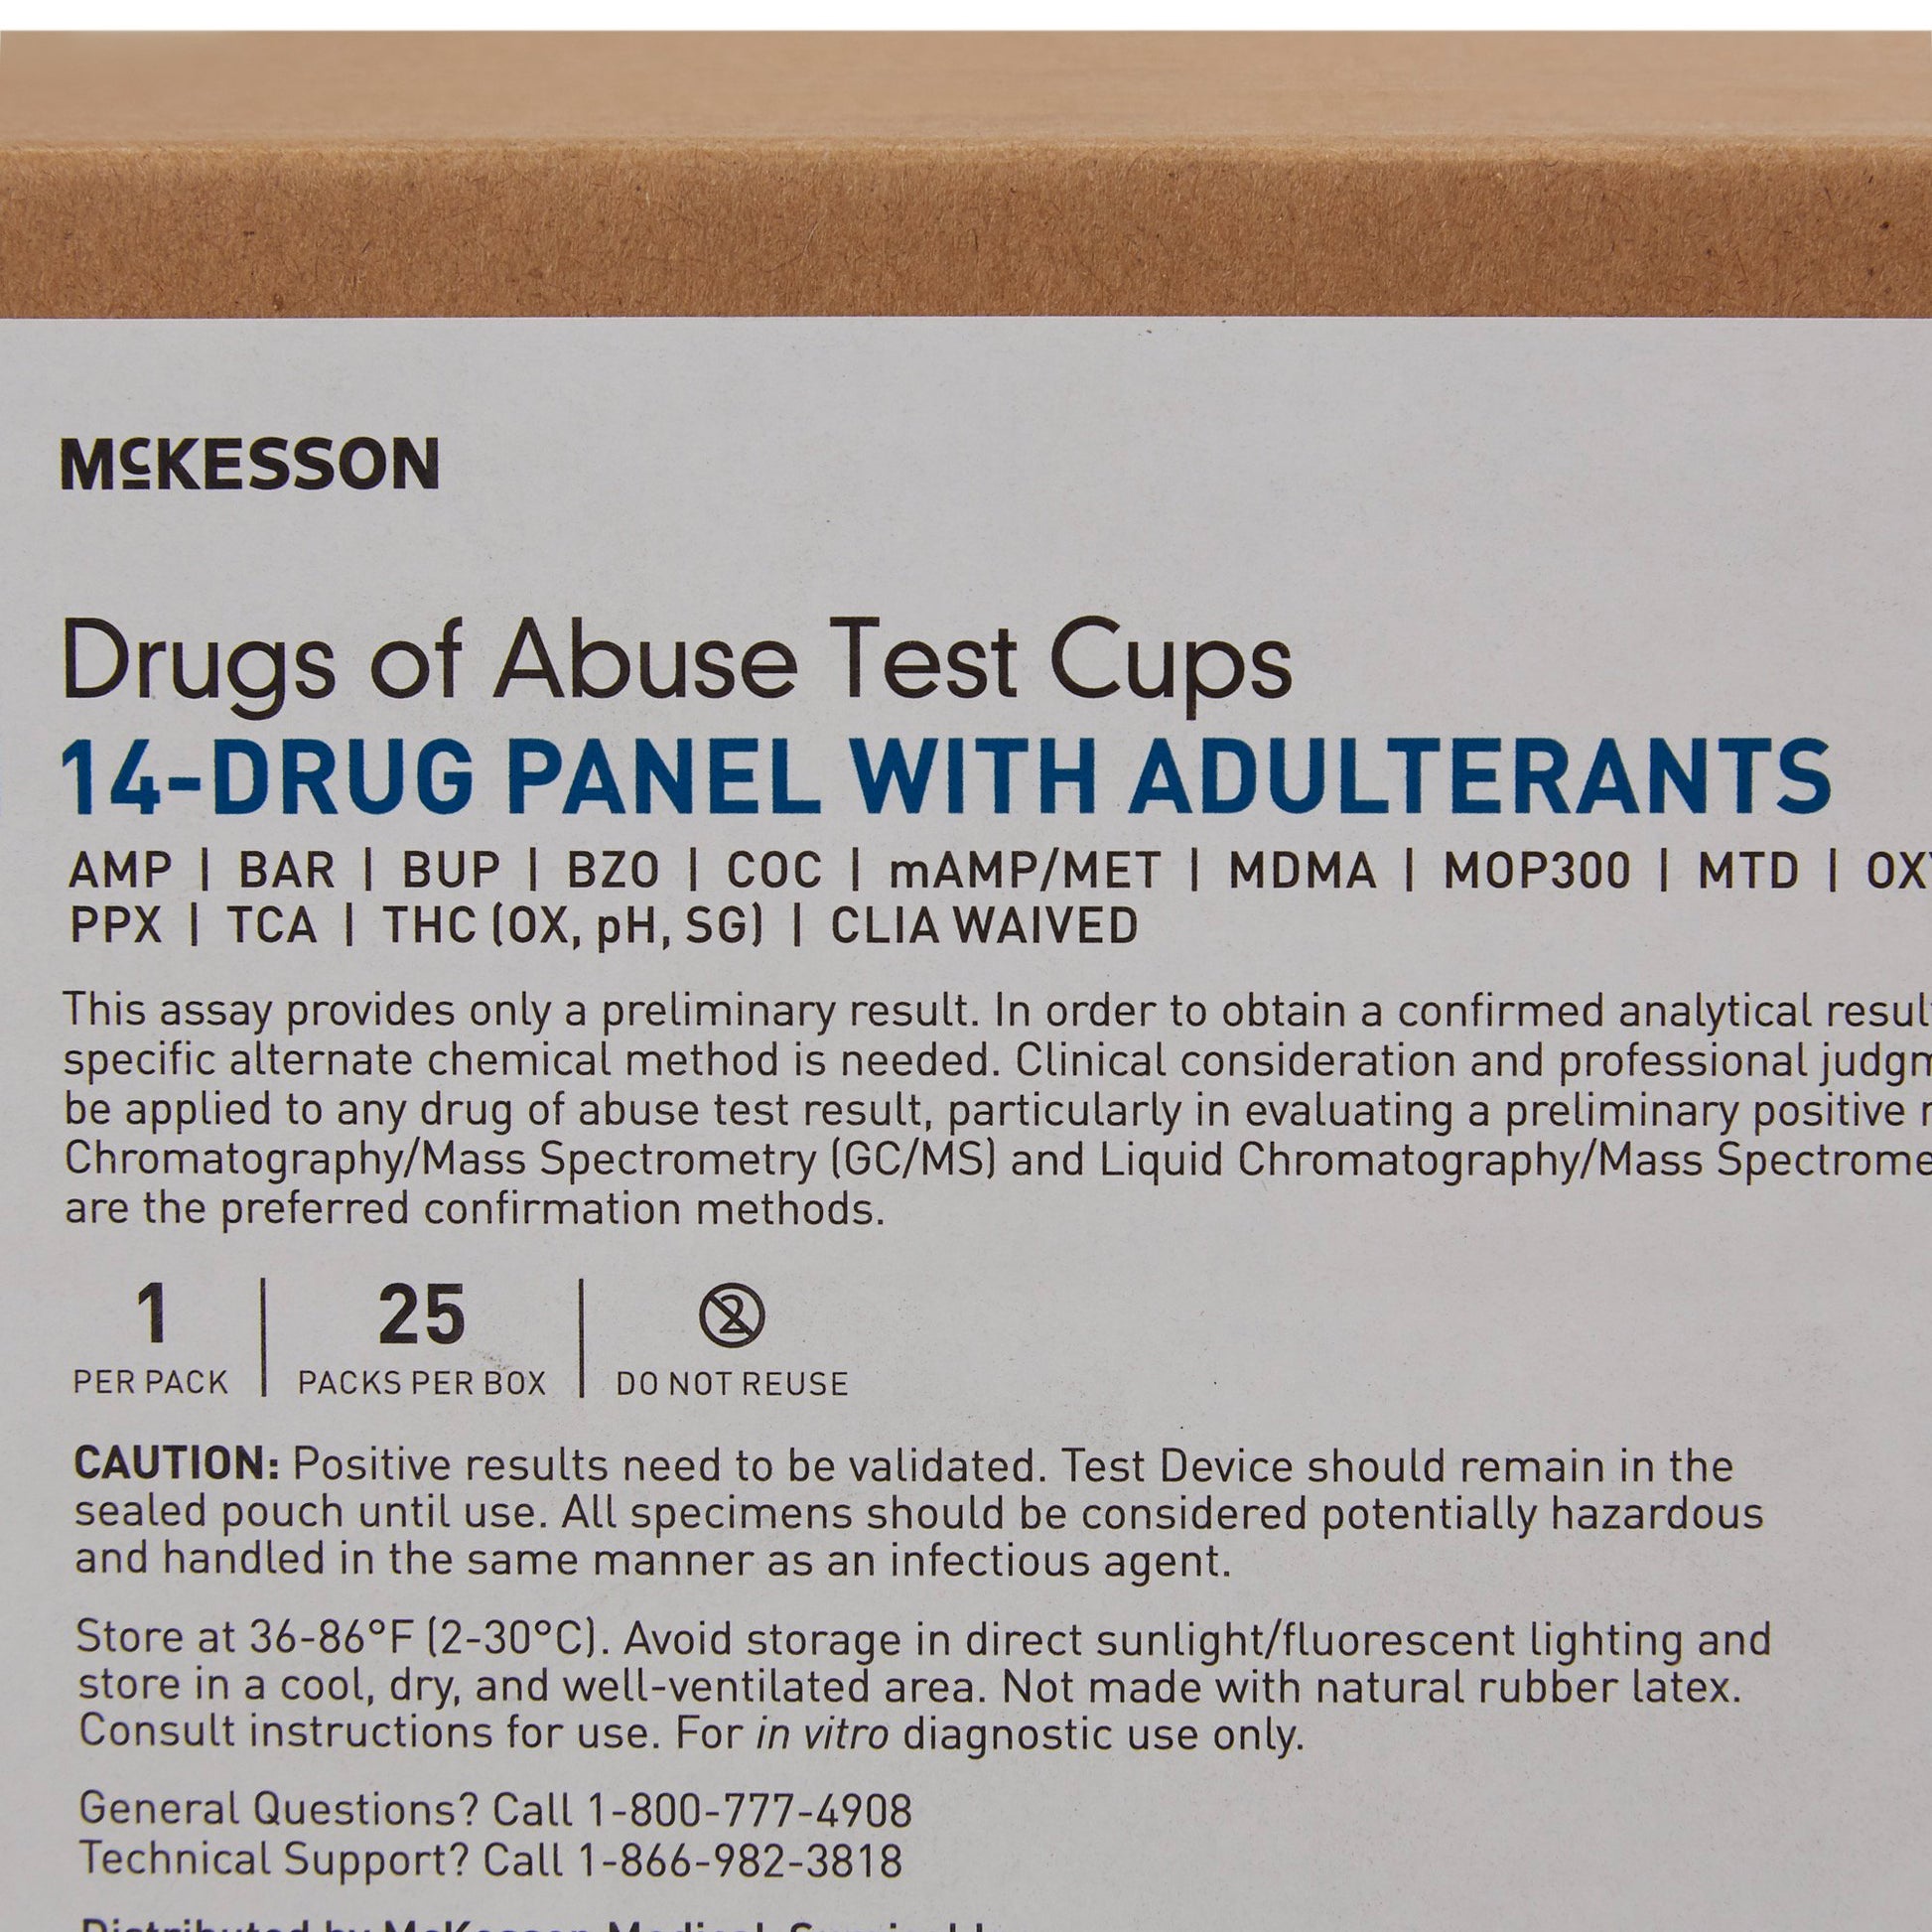 McKESSON
Drugs of Abuse Test Cups
14-DRUG PANEL WITH ADULTERANTS
AMP | BAR | BUP | BZO | COC | mAMP/MET | MDMA | MOP300 | MTD |
PPX | TCA | THC (OX, pH, SG) | CLIA WAIVED
This assay provides only a preliminary result. In order to obtain a confirmed analytical
specific alternate chemical method is needed. Clinical consideration and professional
be applied to any drug of abuse test result, particularly in evaluating a preliminary positive
Chromatography/Mass Spectrometry (GC/MS) and Liquid Chromatography/Mass
are the preferred confirmation methods.
1 | 25 | 2
PER PACK | PACKS PER BOX | DO NOT REUSE
CAUTION: Positive results need to be validated. Test Device should remain in the
sealed pouch until use. All specimens should be considered potentially hazardous
and handled in the same manner as an infectious agent.
Store at 36-86°F (2-30°C). Avoid storage in direct sunlight/fluorescent lighting and
store in a cool, dry, and well-ventilated area. Not made with natural rubber latex.
Consult instructions for use. For in vitro diagnostic use only.
General Questions? Call 1-800-777-4908
Technical Support? Call 1-866-982-3818
Distributed by McKesson Medical-Surgical